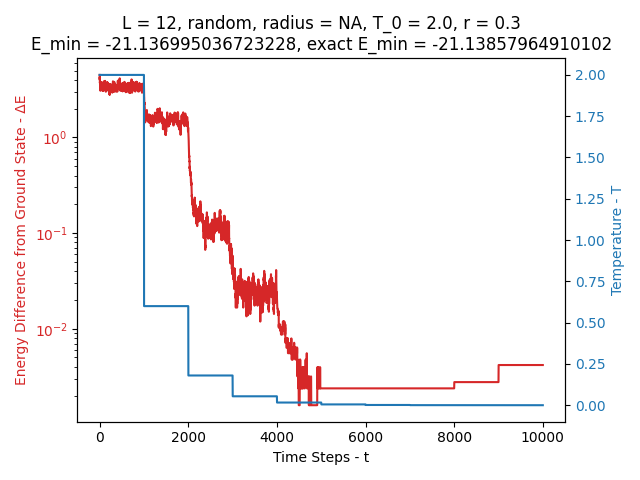 L = 12, random, radius = NA, T_0 = 2.0, r = 0.3
E_min = -21.136995036723228, exact E_min = -21.13857964910102
Energy Difference from Ground State - ΔE
10^0
10^-1
10^-2
2.00
1.75
1.50
1.25
1.00
0.75
0.50
0.25
0.00
Temperature - T
0 2000 4000 6000 8000 10000
Time Steps - t